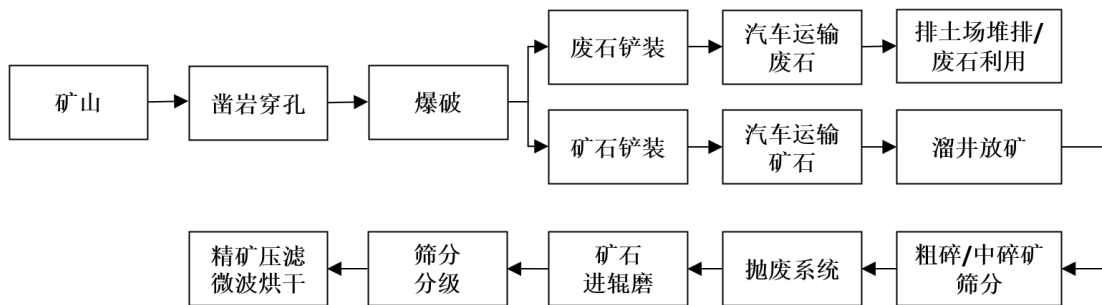 矿山
凿岩穿孔
爆破
废石铲装
汽车运输
废石
排土场堆排/
废石利用
矿石铲装
汽车运输
矿石
溜井放矿
粗碎/中碎矿
筛分
抛废系统
矿石
进辊磨
筛分
分级
精矿压滤
微波烘干